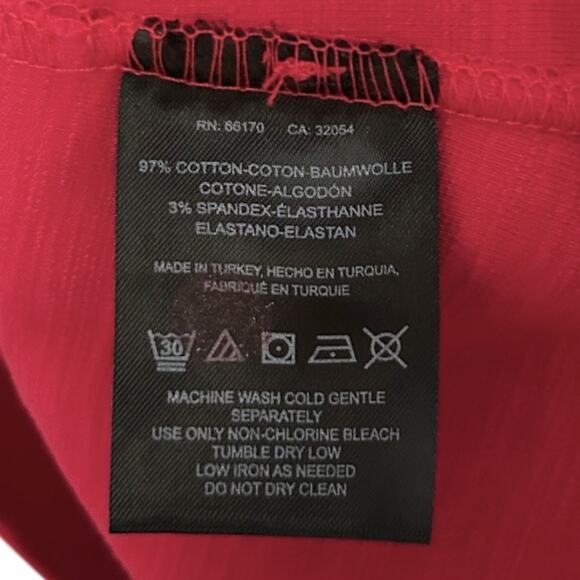 RN: 66170 CA: 32054
97% COTTON-COTON-BAUMWOLLE
COTONE-ALGODÓN
3% SPANDEX-ÉLASTHANNE
ELASTANO-ELASTAN
MADE IN TURKEY, HECHO EN TURQUIA,
FABRIQUÉ EN TURQUIE
30
MACHINE WASH COLD GENTLE
SEPARATELY
USE ONLY NON-CHLORINE BLEACH
TUMBLE DRY LOW
LOW IRON AS NEEDED
DO NOT DRY CLEAN